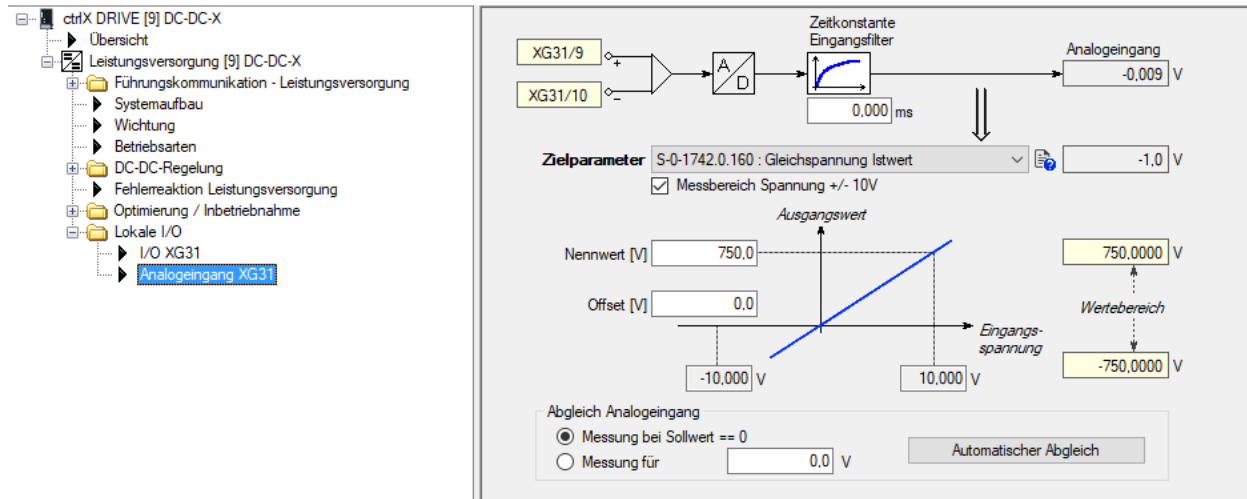 ctrlX DRIVE [9] DC-DC-X
Übersicht
Leistungsversorgung [9] DC-DC-X
Führungskommunikation - Leistungsversorgung
Systemaufbau
Wichtung
Betriebsarten
DC-DC-Regelung
Fehlerreaktion Leistungsversorgung
Optimierung / Inbetriebnahme
Lokale I/O
I/O XG31
Analogeingang XG31
Zeitkonstante
Eingangsfilter
XG31/9
+
XG31/10
−
A
D
0,000 ms
Analogeingang
-0,009 V
Zielparameter S-0-1742.0.160 : Gleichspannung Istwert
-1,0 V
Messbereich Spannung +/- 10V
Ausgangswert
Nennwert [V] 750,0
Offset [V] 0,0
Eingangs-
spannung
-10,000 V
10,000 V
750,0000 V
Wertebereich
-750,0000 V
Abgleich Analogeingang
Messung bei Sollwert == 0
Messung für 0,0 V
Automatischer Abgleich